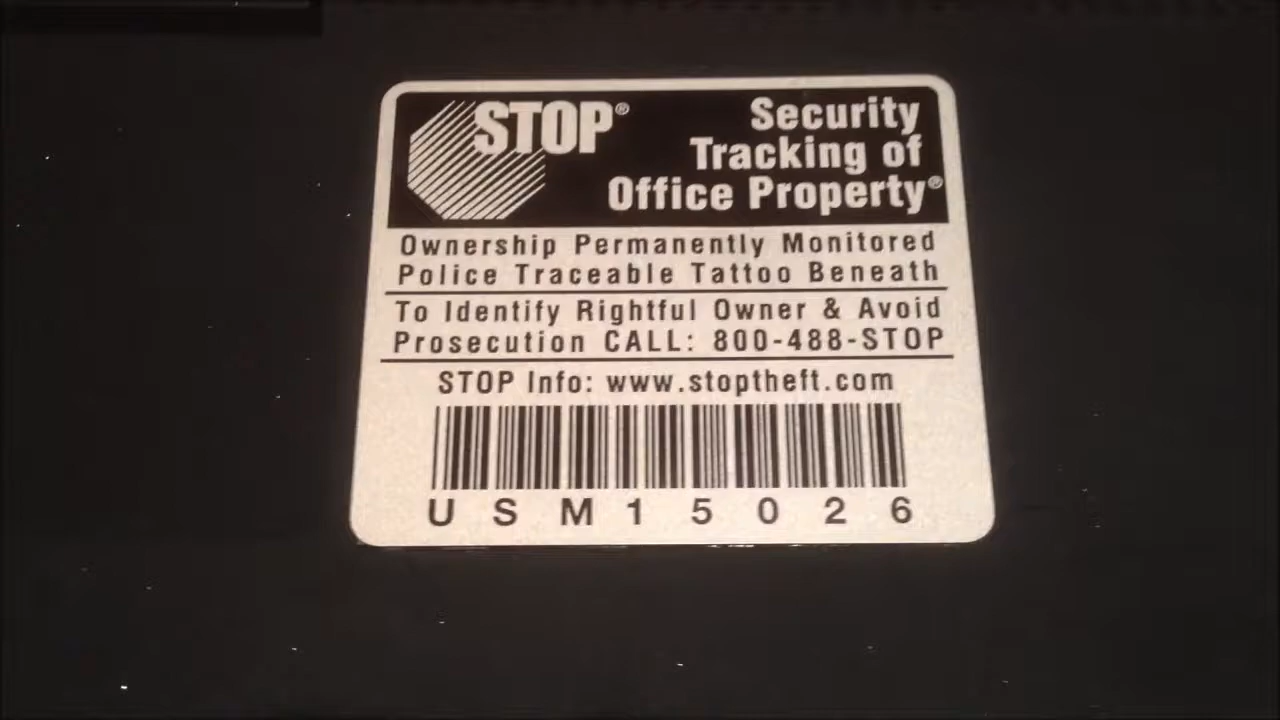 STOP®
Security
Tracking of
Office Property®
Ownership Permanently Monitored
Police Traceable Tattoo Beneath
To Identify Rightful Owner & Avoid
Prosecution CALL: 800-488-STOP
STOP Info: www.stoptheft.com
USM15026